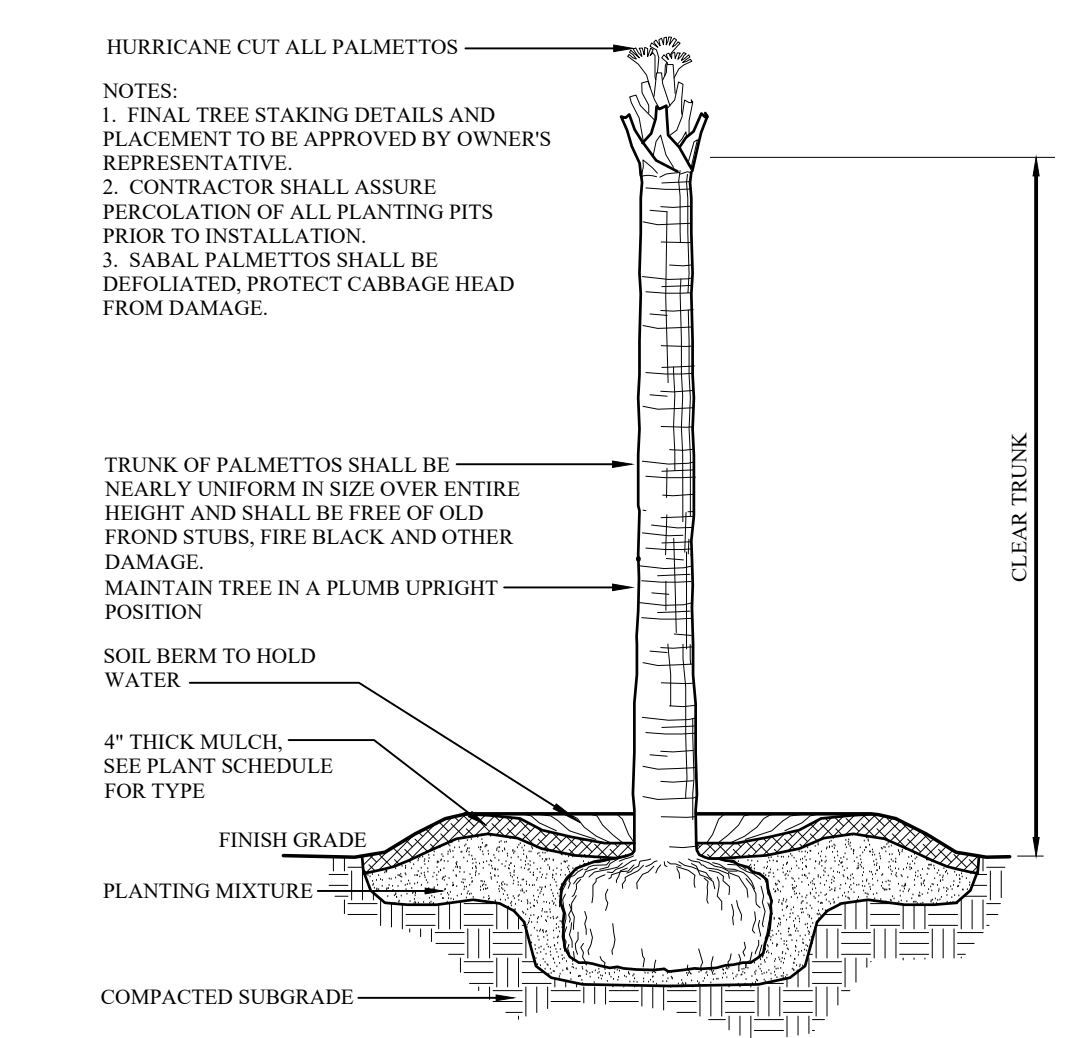 HURRICANE CUT ALL PALMETTOS
NOTES:
1.  FINAL TREE STAKING DETAILS AND
PLACEMENT TO BE APPROVED BY OWNER'S
REPRESENTATIVE.
2.  CONTRACTOR SHALL ASSURE
PERCOLATION OF ALL PLANTING PITS
PRIOR TO INSTALLATION.
3.  SABAL PALMETTOS SHALL BE
DEFOLIATED, PROTECT CABBAGE HEAD
FROM DAMAGE.
TRUNK OF PALMETTOS SHALL BE
NEARLY UNIFORM IN SIZE OVER ENTIRE
HEIGHT AND SHALL BE FREE OF OLD
FROND STUBS, FIRE BLACK AND OTHER
DAMAGE.
MAINTAIN TREE IN A PLUMB UPRIGHT
POSITION
SOIL BERM TO HOLD
WATER
4" THICK MULCH,
SEE PLANT SCHEDULE
FOR TYPE
FINISH GRADE
PLANTING MIXTURE
COMPACTED SUBGRADE
CLEAR TRUNK